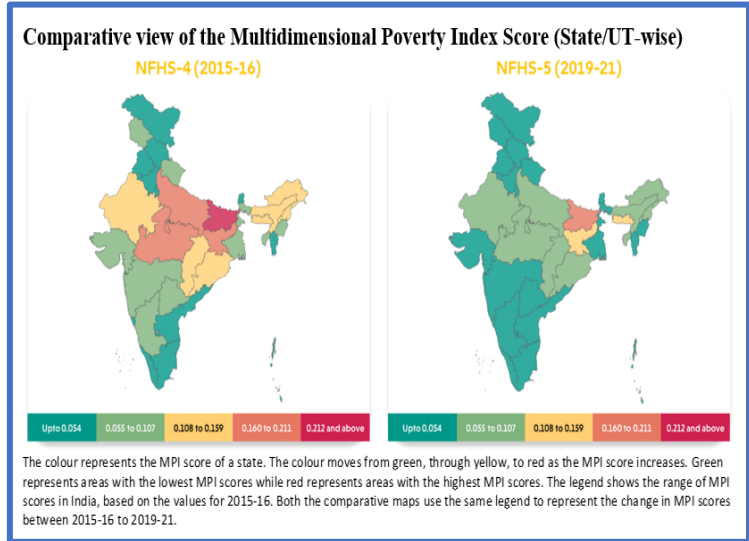 Comparative view of the Multidimensional Poverty Index Score (State/UT-wise)
NFHS-4 (2015-16)
NFHS-5 (2019-21)
Upto 0.054
0.055 to 0.107
0.108 to 0.159
0.160 to 0.211
0.212 and above
Upto 0.054
0.055 to 0.107
0.108 to 0.159
0.160 to 0.211
0.212 and above
The colour represents the MPI score of a state. The colour moves from green, through yellow, to red as the MPI score increases. Green
represents areas with the lowest MPI scores while red represents areas with the highest MPI scores. The legend shows the range of MPI
scores in India, based on the values for 2015-16. Both the comparative maps use the same legend to represent the change in MPI scores
between 2015-16 to 2019-21.